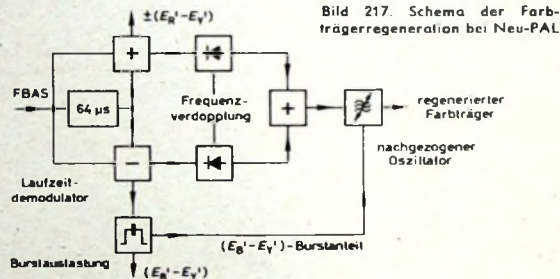 ±(E_R'−E_Y')
Bild 217. Schema der Farb-
trägerregeneration bei Neu-PAL
+
FBAS
64 µs
Frequenz-
verdopplung
+
regenerierter
Farbträger
nachgezogener
Oszillator
−
Laufzeit-
demodulator
(E_B'−E_Y')-Burstanteil
Burstauslastung
(E_B'−E_Y')